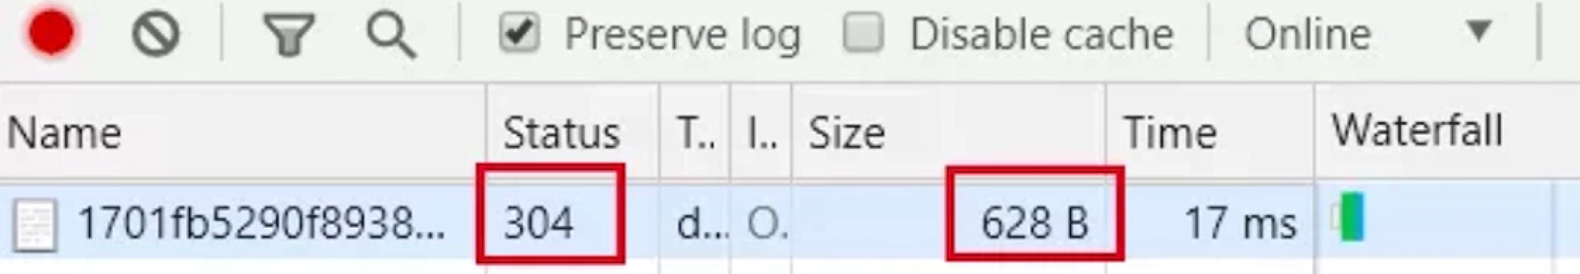 Preserve log Disable cache Online
Name Status T.. I.. Size Time Waterfall
1701fb5290f8938... 304 d... O. 628 B 17 ms